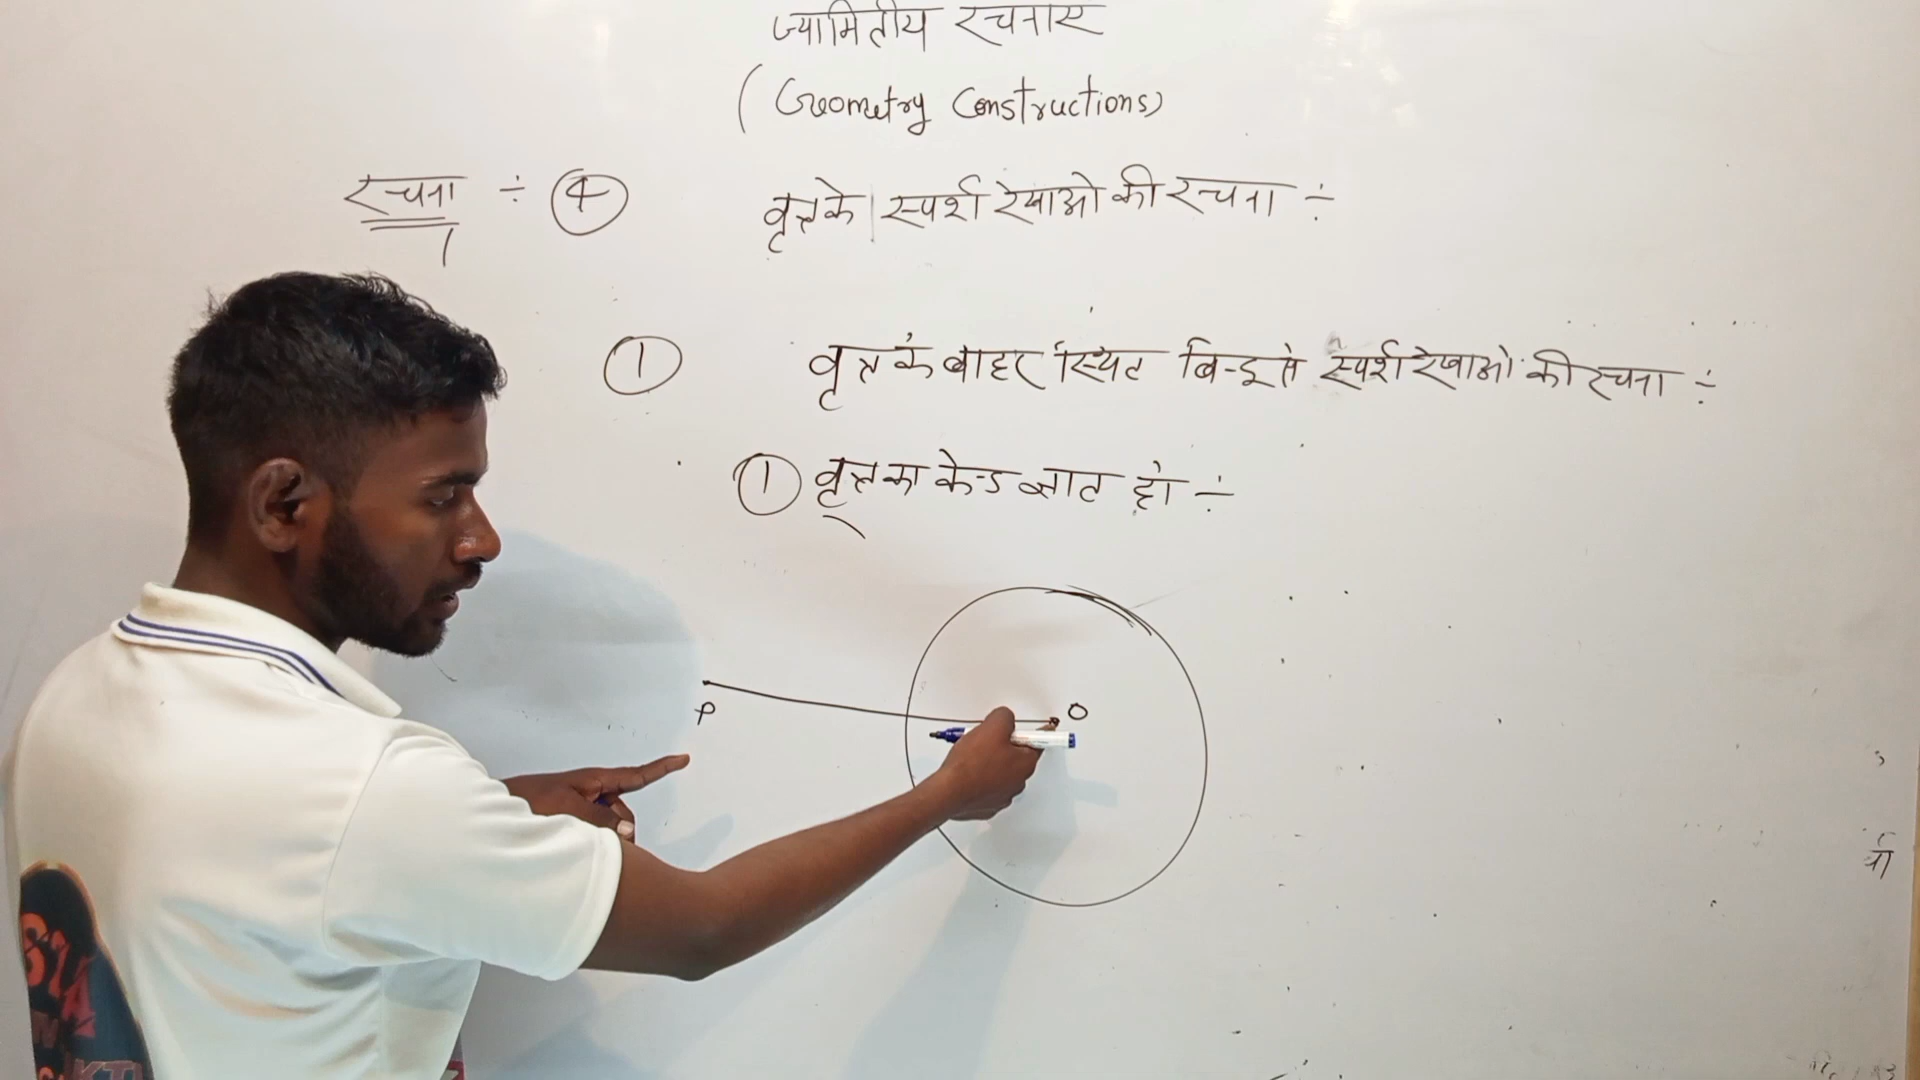 ज्यामितीय रचनाए
(Geometry Constructions)
रचना ÷ ④ वृत्त के स्पर्श रेखाओ की रचना ÷
① वृत्त के बाहर स्थित बिन्दु से स्पर्श रेखाओ की रचना ÷
① वृत्त का केन्द्र ज्ञात हो ÷
P
O